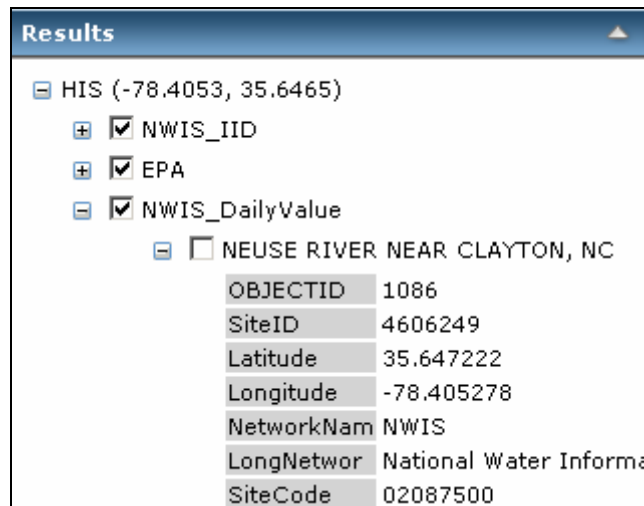 Results
HIS (-78.4053, 35.6465)
NWIS_IID
EPA
NWIS_DailyValue
NEUSE RIVER NEAR CLAYTON, NC
OBJECTID 1086
SiteID 4606249
Latitude 35.647222
Longitude -78.405278
NetworkNam NWIS
LongNetwor National Water Informa
SiteCode 02087500